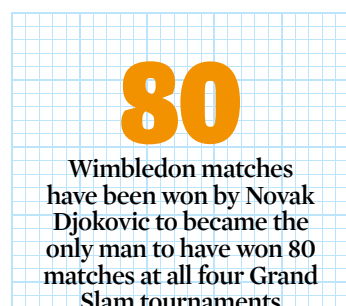 80
Wimbledon matches
have been won by Novak
Djokovic to became the
only man to have won 80
matches at all four Grand
Slam tournaments